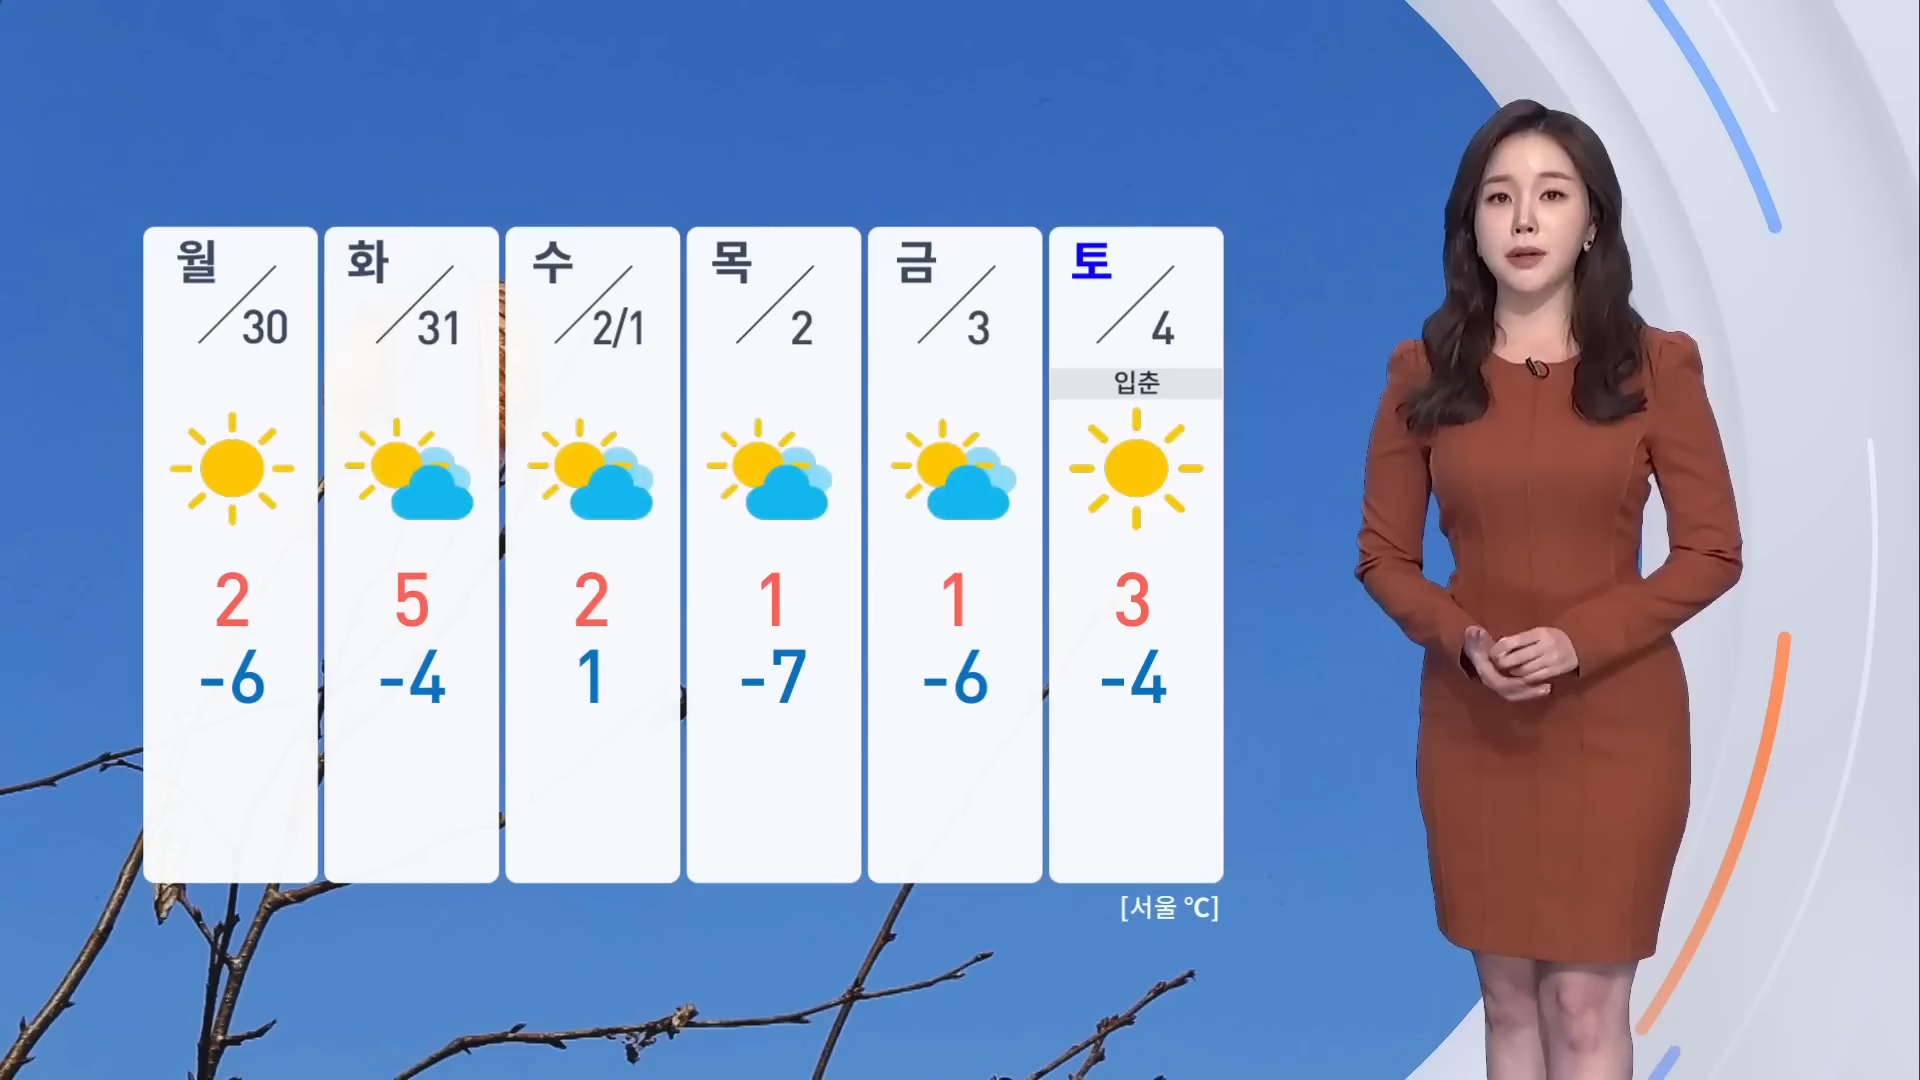 월 화 수 목 금 토
30 31 2/1 2 3 4
입춘
2 5 2 1 1 3
-6 -4 1 -7 -6 -4
[서울 ℃]